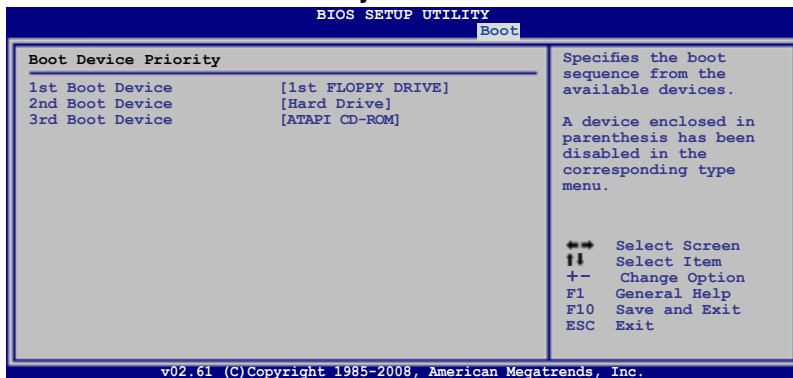 BIOS SETUP UTILITY
Boot
Boot Device Priority
1st Boot Device [1st FLOPPY DRIVE]
2nd Boot Device [Hard Drive]
3rd Boot Device [ATAPI CD-ROM]
Specifies the boot
sequence from the
available devices.
A device enclosed in
parenthesis has been
disabled in the
corresponding type
menu.
←→ Select Screen
↑↓ Select Item
+- Change Option
F1 General Help
F10 Save and Exit
ESC Exit
v02.61 (C)Copyright 1985-2008, American Megatrends, Inc.